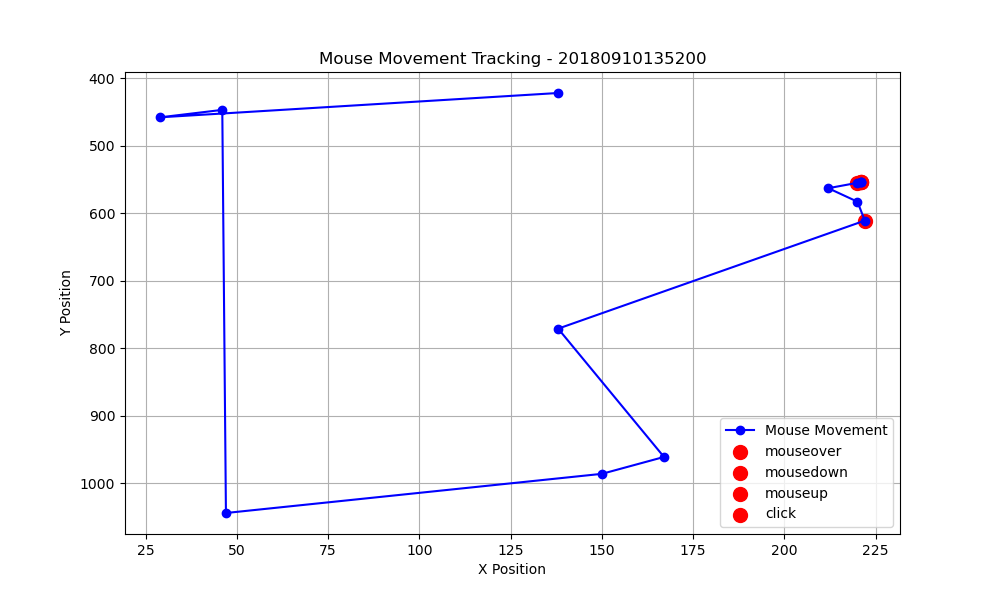 Mouse Movement Tracking - 20180910135200
400
500
600
700
800
900
1000
Y Position
25
50
75
100
125
150
175
200
225
X Position
Mouse Movement
mouseover
mousedown
mouseup
click